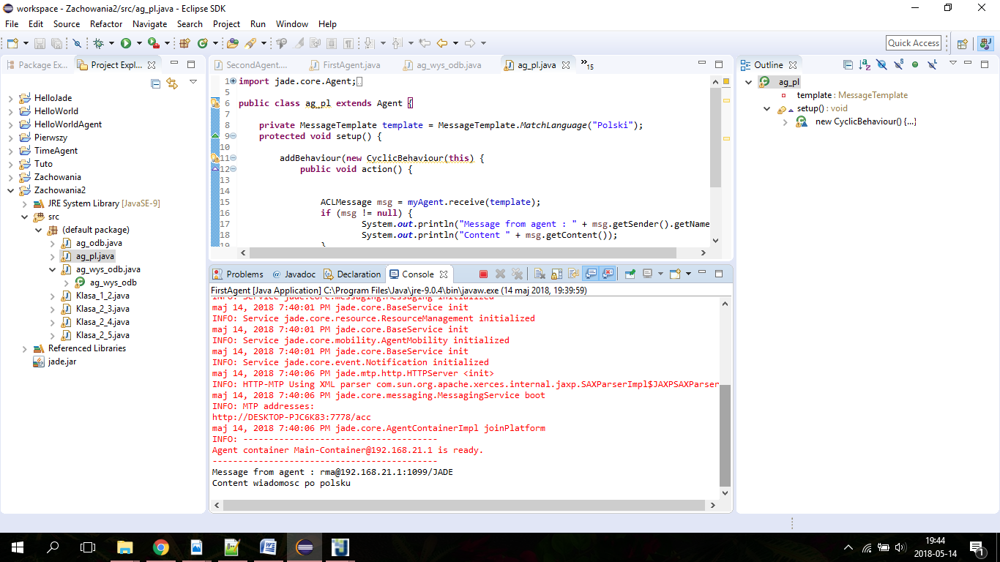 workspace - Zachowania2/src/ag_pl.java - Eclipse SDK
File Edit Source Refactor Navigate Search Project Run Window Help
Quick Access
Package Ex... Project Expl...
HelloJade
HelloWorld
HelloWorldAgent
Pierwszy
TimeAgent
Tuto
Zachowania
Zachowania2
JRE System Library [JavaSE-9]
src
(default package)
ag_odb.java
ag_pl.java
ag_wys_odb.java
ag_wys_odb
Klasa_1_2.java
Klasa_2_3.java
Klasa_2_4.java
Klasa_2_5.java
Referenced Libraries
jade.jar
SecondAgent.... FirstAgent.java ag_wys_odb.java ag_pl.java »15
1 import jade.core.Agent;
5
6 public class ag_pl extends Agent {
7
8 private MessageTemplate template = MessageTemplate.MatchLanguage("Polski");
9 protected void setup() {
10
11 addBehaviour(new CyclicBehaviour(this) {
12 public void action() {
13
14
15 ACLMessage msg = myAgent.receive(template);
16 if (msg != null) {
17 System.out.println("Message from agent : " + msg.getSender().getName
18 System.out.println("Content " + msg.getContent());
19 }
Problems @ Javadoc Declaration Console
FirstAgent [Java Application] C:\Program Files\Java\jre-9.0.4\bin\javaw.exe (14 maj 2018, 19:39:59)
INFO: Service jade.core.messaging.Messaging initialized
maj 14, 2018 7:40:01 PM jade.core.BaseService init
INFO: Service jade.core.resource.ResourceManagement initialized
maj 14, 2018 7:40:01 PM jade.core.BaseService init
INFO: Service jade.core.mobility.AgentMobility initialized
maj 14, 2018 7:40:01 PM jade.core.BaseService init
INFO: Service jade.core.event.Notification initialized
maj 14, 2018 7:40:06 PM jade.mtp.http.HTTPServer <init>
INFO: HTTP-MTP Using XML parser com.sun.org.apache.xerces.internal.jaxp.SAXParserImpl$JAXPSAXParser
maj 14, 2018 7:40:06 PM jade.core.messaging.MessagingService boot
INFO: MTP addresses:
http://DESKTOP-PJC6K83:7778/acc
maj 14, 2018 7:40:06 PM jade.core.AgentContainerImpl joinPlatform
INFO: --------------------------------------
Agent container Main-Container@192.168.21.1 is ready.
--------------------------------------------
Message from agent : rma@192.168.21.1:1099/JADE
Content wiadomosc po polsku
Outline
ag_pl
template : MessageTemplate
setup() : void
new CyclicBehaviour() {...}
19:44
2018-05-14
1